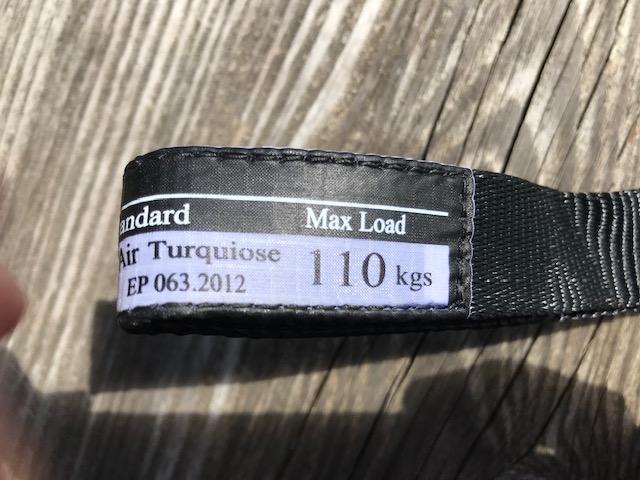 andard Max Load
Air Turquiose 110 kgs
EP 063.2012